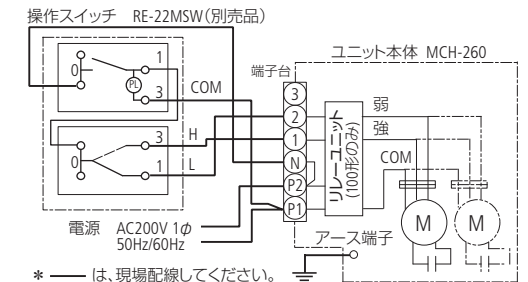 操作スイッチ RE-22MSW(別売品)
0
1
PL
3
COM
3
H
0
1
L
電源 AC200V 1φ
50Hz/60Hz
* ── は、現場配線してください。
端子台
3
2
1
N
P2
P1
ユニット本体 MCH-260
リレーユニット
(100形のみ)
弱
強
COM
M
M
アース端子